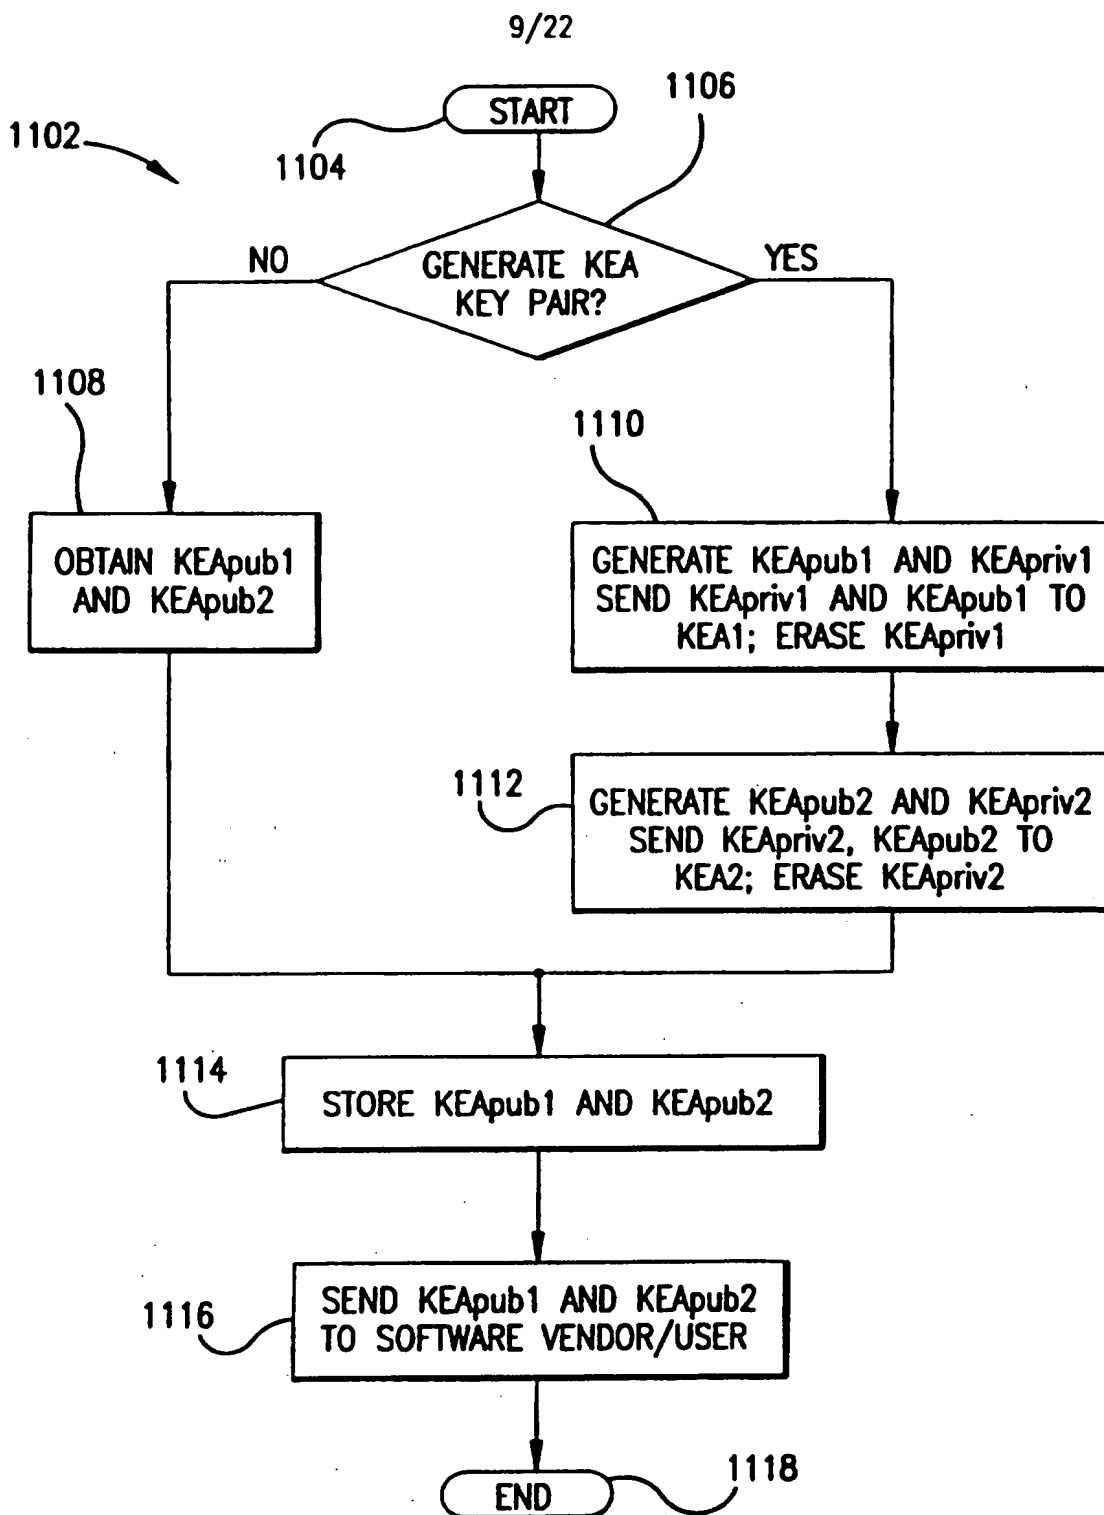 9/22
START
1106
1102
1104
NO
GENERATE KEA
KEY PAIR?
YES
1108
1110
OBTAIN KEApub1
AND KEApub2
GENERATE KEApub1 AND KEApriv1
SEND KEApriv1 AND KEApub1 TO
KEA1; ERASE KEApriv1
1112
GENERATE KEApub2 AND KEApriv2
SEND KEApriv2, KEApub2 TO
KEA2; ERASE KEApriv2
1114
STORE KEApub1 AND KEApub2
1116
SEND KEApub1 AND KEApub2
TO SOFTWARE VENDOR/USER
1118
END